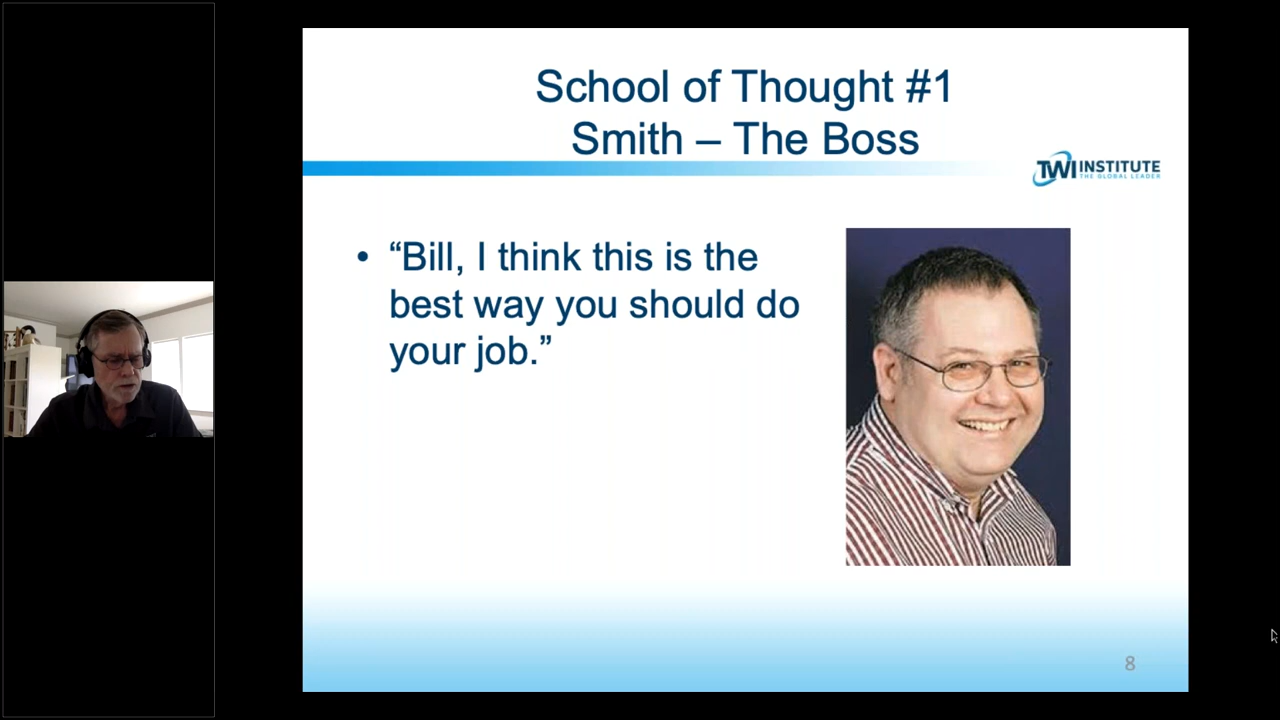 School of Thought #1
Smith – The Boss
TWI INSTITUTE
THE GLOBAL LEADER
• “Bill, I think this is the
best way you should do
your job.”
8